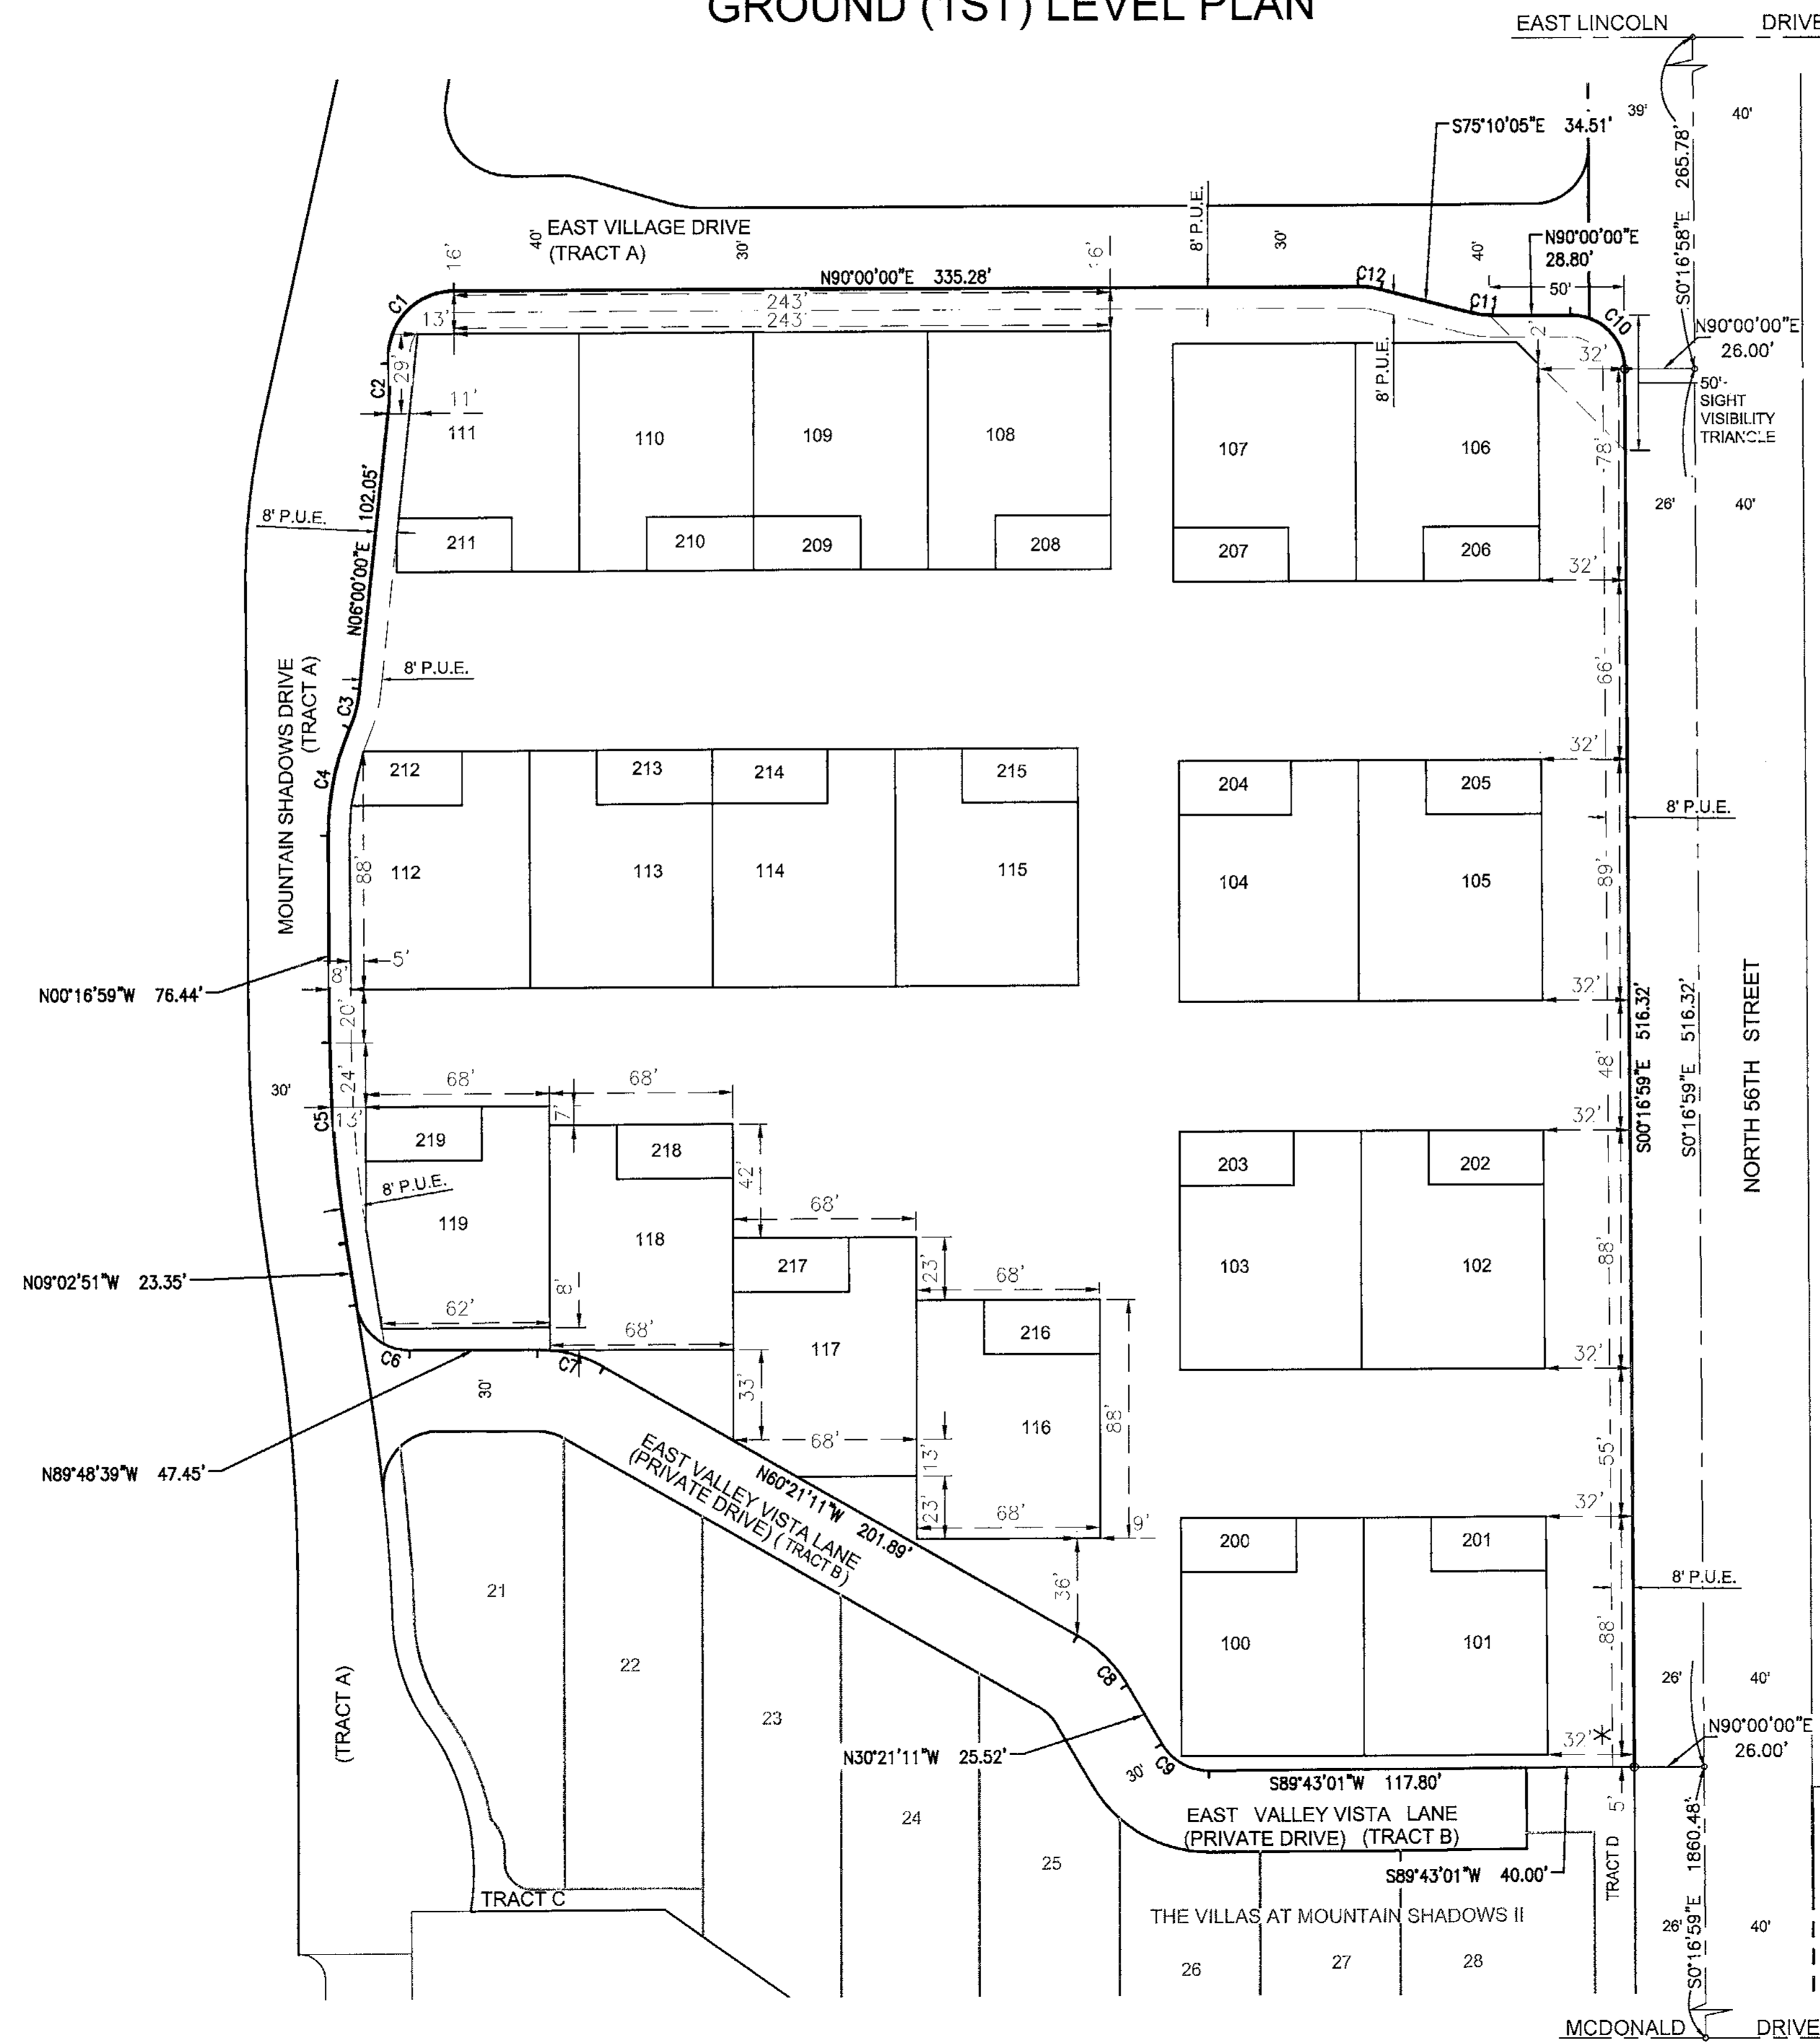 GROUND (1ST) LEVEL PLAN
EAST LINCOLN DRIVE
39'
40'
S75°10'05"E 34.51'
S0°16'58"E 265.78'
8' P.U.E.
EAST VILLAGE DRIVE
(TRACT A)
40'
30'
30'
40'
N90°00'00"E
28.80'
16'
16'
N90°00'00"E 335.28'
C12
50'
C1
243'
243'
C11
C10
13'
N90°00'00"E
26.00'
2'
32'
29'
C2
8' P.U.E.
50'-
SIGHT
VISIBILITY
TRIANGLE
11'
111
110
109
108
107
106
78'
N06°00'00"E 102.05'
8' P.U.E.
26'
40'
211
210
209
208
207
206
32'
MOUNTAIN SHADOWS DRIVE
(TRACT A)
8' P.U.E.
66'
C3
32'
C4
212
213
214
215
204
205
8' P.U.E.
88'
112
113
114
115
104
105
89'
5'
8'
N00°16'59"W 76.44'
32'
20'
S00°16'59"E 516.32'
S0°16'59"E 516.32'
NORTH 56TH STREET
48'
30'
24'
68'
68'
C5
13'
7'
32'
219
218
42'
203
202
8' P.U.E.
68'
119
118
217
23'
68'
103
102
88'
N09°02'51"W 23.35'
8'
62'
68'
216
117
C6
C7
32'
30'
33'
116
88'
68'
13'
55'
N89°48'39"W 47.45'
EAST VALLEY VISTA LANE
(PRIVATE DRIVE) (TRACT B)
N60°21'11"W 201.89'
23'
68'
9'
32'
200
201
36'
8' P.U.E.
21
22
23
100
101
88'
C8
26'
40'
(TRACT A)
N30°21'11"W 25.52'
C9
30'
32'
*
N90°00'00"E
26.00'
S89°43'01"W 117.80'
24
25
EAST VALLEY VISTA LANE
(PRIVATE DRIVE) (TRACT B)
5'
S89°43'01"W 40.00'
TRACT D
S0°16'59"E 1860.48'
TRACT C
THE VILLAS AT MOUNTAIN SHADOWS II
26'
40'
26
27
28
MCDONALD DRIVE